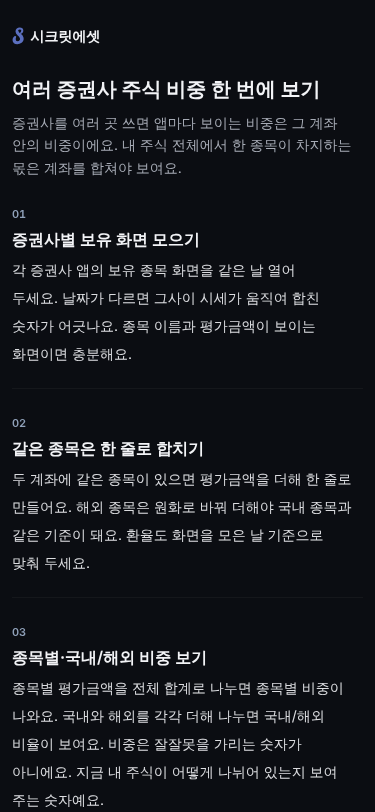 시크릿에셋
여러 증권사 주식 비중 한 번에 보기
증권사를 여러 곳 쓰면 앱마다 보이는 비중은 그 계좌
안의 비중이에요. 내 주식 전체에서 한 종목이 차지하는
몫은 계좌를 합쳐야 보여요.
01
증권사별 보유 화면 모으기
각 증권사 앱의 보유 종목 화면을 같은 날 열어
두세요. 날짜가 다르면 그사이 시세가 움직여 합친
숫자가 어긋나요. 종목 이름과 평가금액이 보이는
화면이면 충분해요.
02
같은 종목은 한 줄로 합치기
두 계좌에 같은 종목이 있으면 평가금액을 더해 한 줄로
만들어요. 해외 종목은 원화로 바꿔 더해야 국내 종목과
같은 기준이 돼요. 환율도 화면을 모은 날 기준으로
맞춰 두세요.
03
종목별·국내/해외 비중 보기
종목별 평가금액을 전체 합계로 나누면 종목별 비중이
나와요. 국내와 해외를 각각 더해 나누면 국내/해외
비율이 보여요. 비중은 잘잘못을 가리는 숫자가
아니에요. 지금 내 주식이 어떻게 나뉘어 있는지 보여
주는 숫자예요.